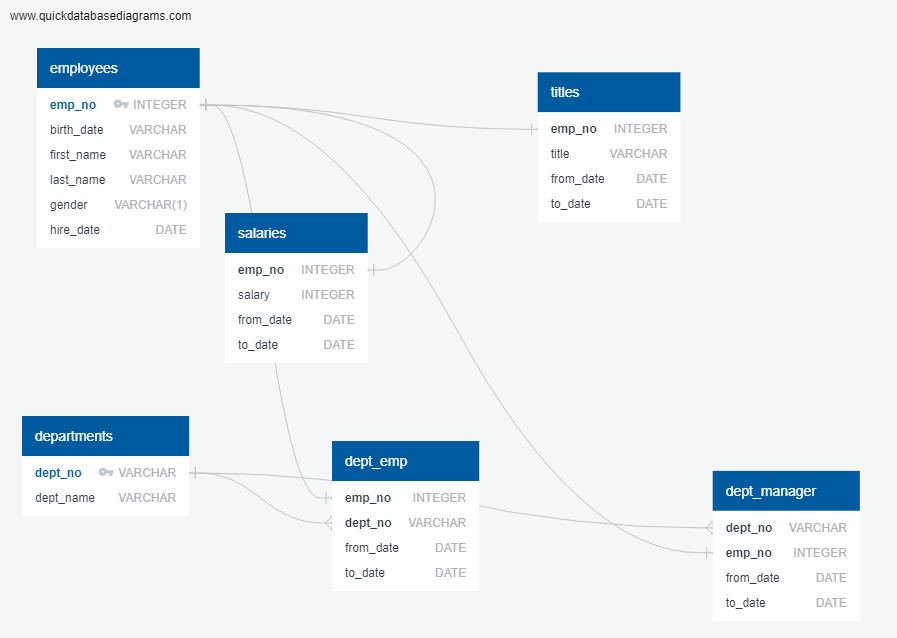 www.quickdatabasediagrams.com
employees
emp_no INTEGER
birth_date VARCHAR
first_name VARCHAR
last_name VARCHAR
gender VARCHAR(1)
hire_date DATE
titles
emp_no INTEGER
title VARCHAR
from_date DATE
to_date DATE
salaries
emp_no INTEGER
salary INTEGER
from_date DATE
to_date DATE
departments
dept_no VARCHAR
dept_name VARCHAR
dept_emp
emp_no INTEGER
dept_no VARCHAR
from_date DATE
to_date DATE
dept_manager
dept_no VARCHAR
emp_no INTEGER
from_date DATE
to_date DATE